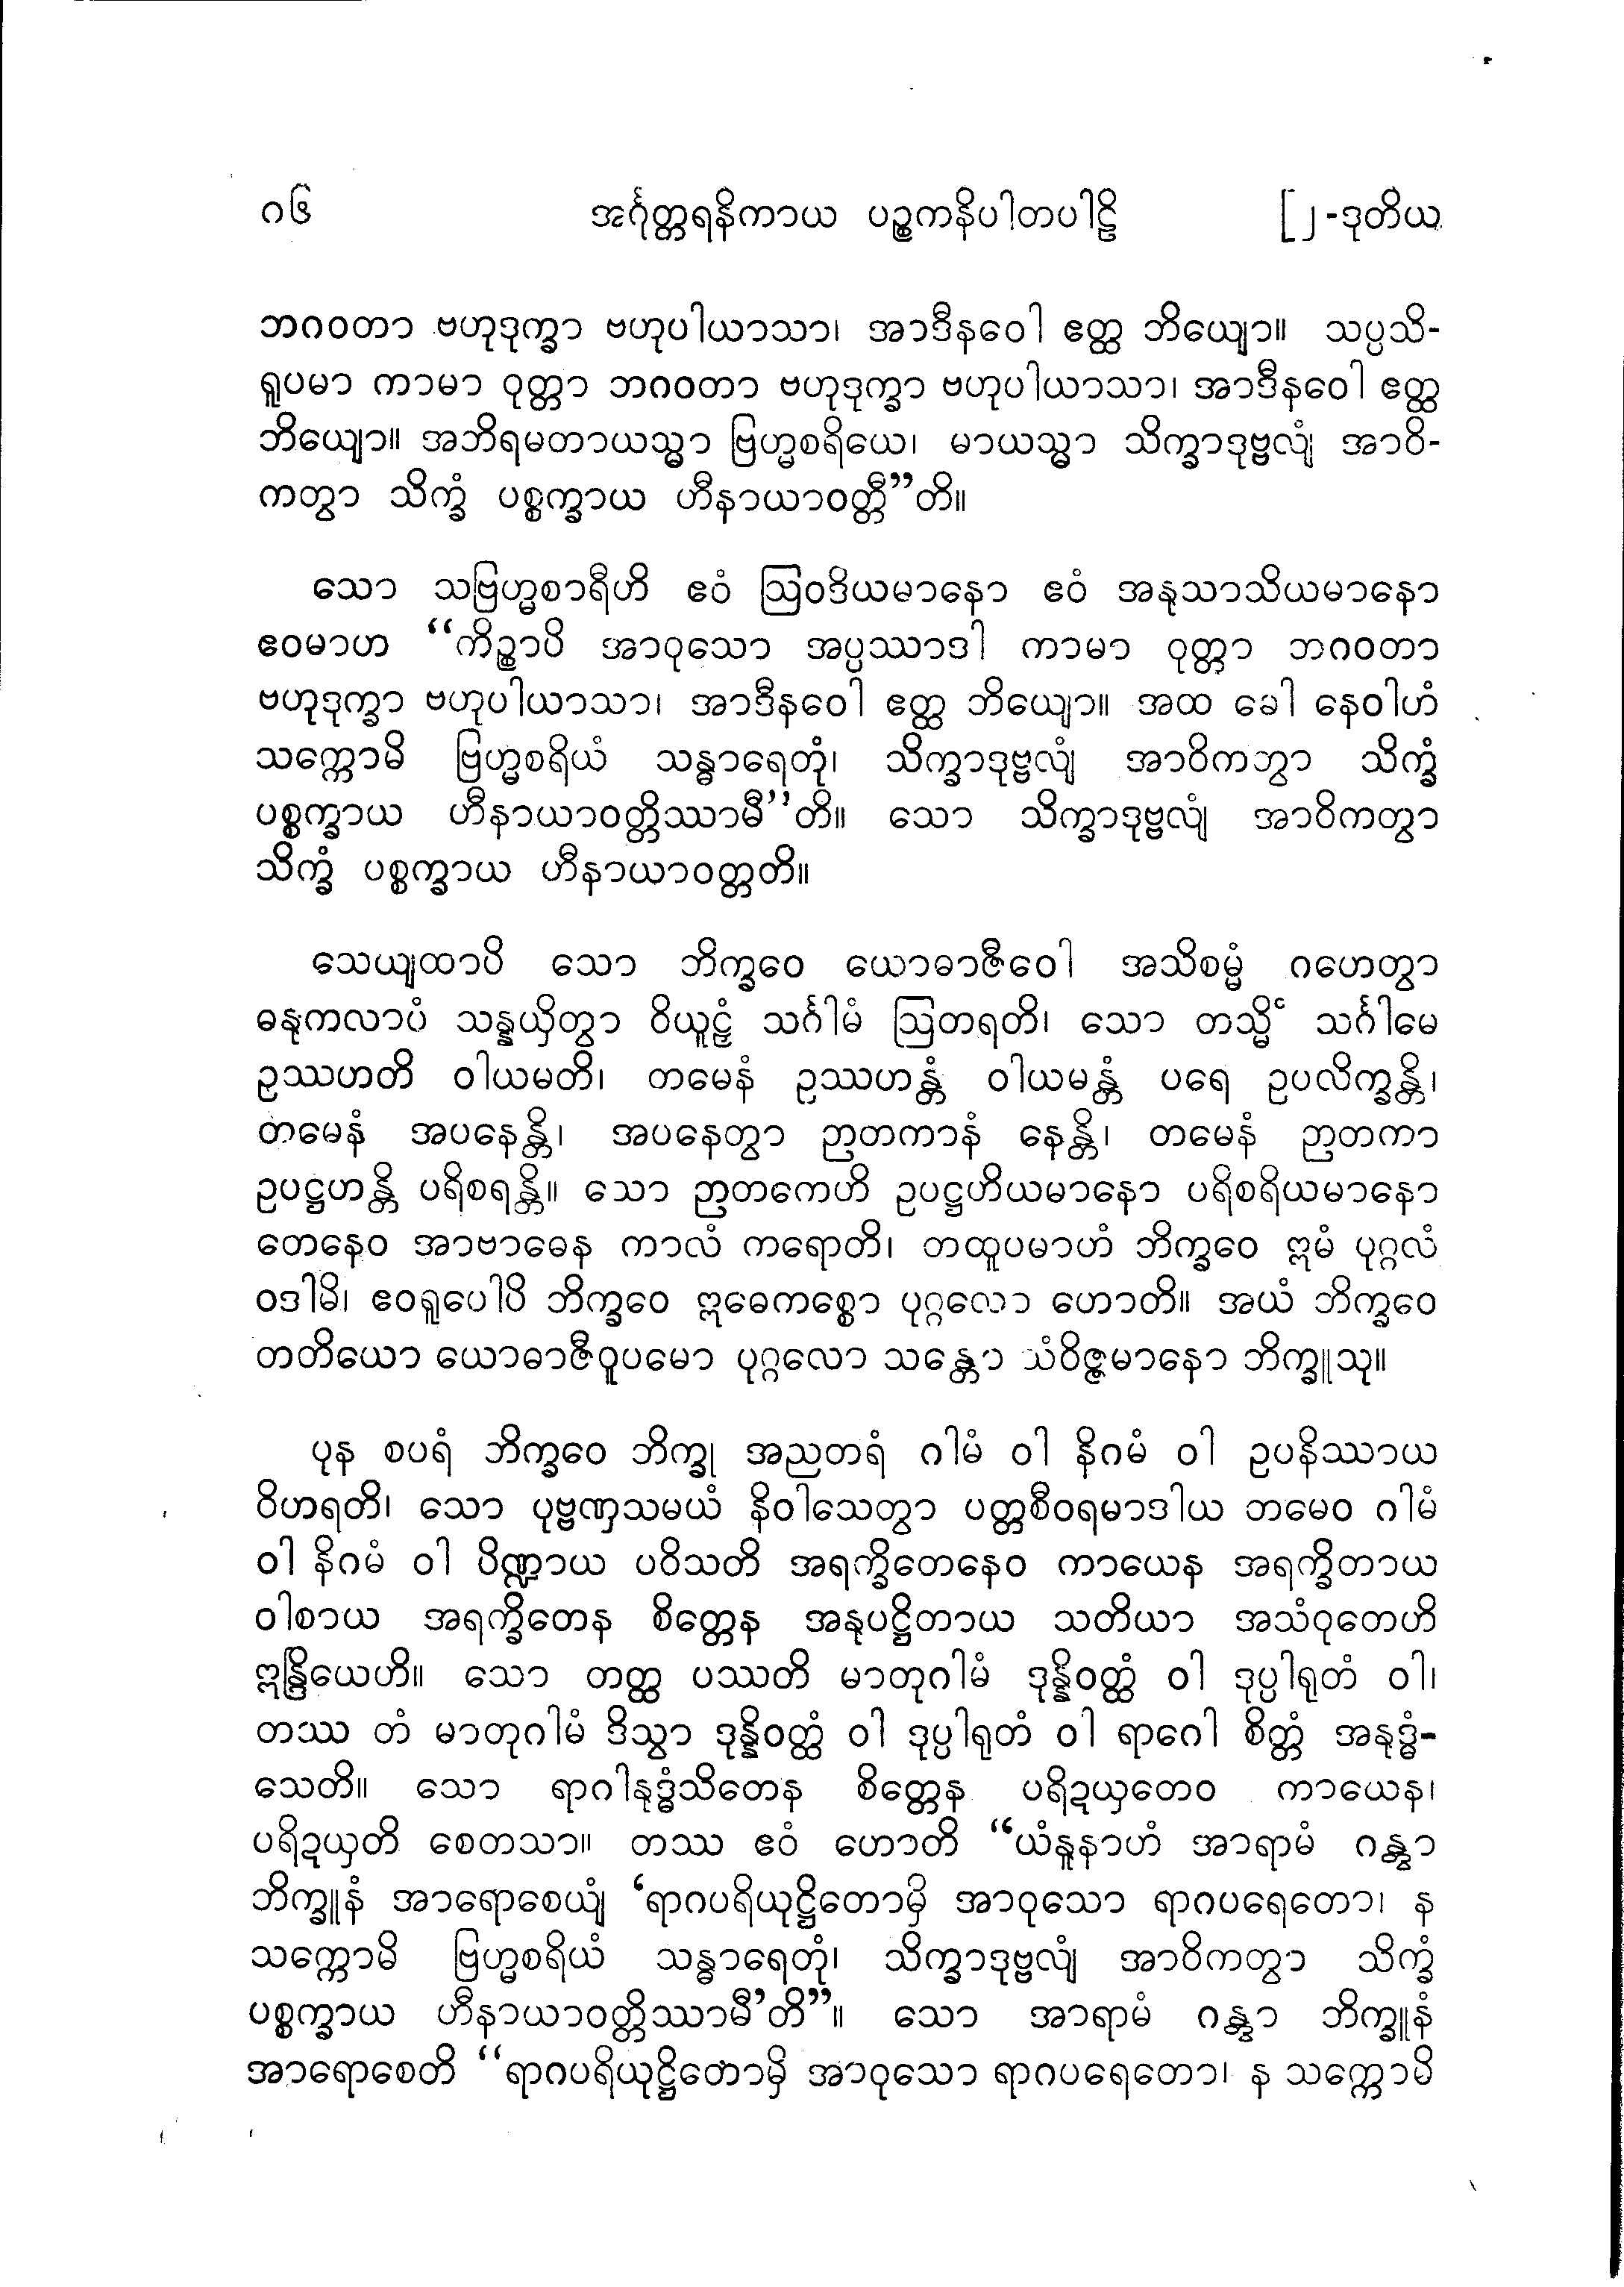 ၈၆ အင်္ဂုတ္တရနိကာယ ပဉ္စကနိပါတပါဠိ [၂-ဒုတိယ
ဘဂဝတာ ဗဟုဒုက္ခာ ဗဟုပါယာသာ၊ အာဒီနဝေါ ဧတ္ထ ဘိယျော။ သပ္ပသိ-
ရူပမာ ကာမာ ဝုတ္တာ ဘဂဝတာ ဗဟုဒုက္ခာ ဗဟုပါယာသာ၊ အာဒီနဝေါ ဧတ္ထ
ဘိယျော။ အဘိရမတာယသ္မာ ဗြဟ္မစရိယေ၊ မာယသ္မာ သိက္ခာဒုဗ္ဗလျံ အာဝိ-
ကတွာ သိက္ခံ ပစ္စက္ခာယ ဟီနာယာဝတ္တီ”တိ။
သော သဗြဟ္မစာရီဟိ ဧဝံ ဩဝဒိယမာနော ဧဝံ အနုသာသိယမာနော
ဧဝမာဟ “ကိဉ္စာပိ အာဝုသော အပ္ပဿာဒါ ကာမာ ဝုတ္တာ ဘဂဝတာ
ဗဟုဒုက္ခာ ဗဟုပါယာသာ၊ အာဒီနဝေါ ဧတ္ထ ဘိယျော။ အထ ခေါ နေဝါဟံ
သက္ကောမိ ဗြဟ္မစရိယံ သန္ဓာရေတုံ၊ သိက္ခာဒုဗ္ဗလျံ အာဝိကတွာ သိက္ခံ
ပစ္စက္ခာယ ဟီနာယာဝတ္တိဿာမီ”တိ။ သော သိက္ခာဒုဗ္ဗလျံ အာဝိကတွာ
သိက္ခံ ပစ္စက္ခာယ ဟီနာယာဝတ္တတိ။
သေယျထာပိ သော ဘိက္ခဝေ ယောဓာဇီဝေါ အသိစမ္မံ ဂဟေတွာ
ဓနုကလာပံ သန္နယှိတွာ ဝိယူဠှံ သင်္ဂါမံ ဩတရတိ၊ သော တသ္မိံ သင်္ဂါမေ
ဥဿဟတိ ဝါယမတိ၊ တမေနံ ဥဿဟန္တံ ဝါယမန္တံ ပရေ ဥပလိက္ခန္တိ၊
တမေနံ အပနေန္တိ၊ အပနေတွာ ဉာတကာနံ နေန္တိ၊ တမေနံ ဉာတကာ
ဥပဋ္ဌဟန္တိ ပရိစရန္တိ။ သော ဉာတကေဟိ ဥပဋ္ဌဟိယမာနော ပရိစရိယမာနော
တေနေဝ အာဗာဓေန ကာလံ ကရောတိ၊ တထူပမာဟံ ဘိက္ခဝေ ဣမံ ပုဂ္ဂလံ
ဝဒါမိ၊ ဧဝရူပေါပိ ဘိက္ခဝေ ဣဓေကစ္စော ပုဂ္ဂလော ဟောတိ။ အယံ ဘိက္ခဝေ
တတိယော ယောဓာဇီဝူပမော ပုဂ္ဂလော သန္တော သံဝိဇ္ဇမာနော ဘိက္ခူသု။
ပုန စပရံ ဘိက္ခဝေ ဘိက္ခု အညတရံ ဂါမံ ဝါ နိဂမံ ဝါ ဥပနိဿာယ
ဝိဟရတိ၊ သော ပုဗ္ဗဏှသမယံ နိဝါသေတွာ ပတ္တစီဝရမာဒါယ တမေဝ ဂါမံ
ဝါ နိဂမံ ဝါ ပိဏ္ဍာယ ပဝိသတိ အရက္ခိတေနေဝ ကာယေန အရက္ခိတာယ
ဝါစာယ အရက္ခိတေန စိတ္တေန အနုပဋ္ဌိတာယ သတိယာ အသံဝုတေဟိ
ဣန္ဒြိယေဟိ။ သော တတ္ထ ပဿတိ မာတုဂါမံ ဒုန္နိဝတ္ထံ ဝါ ဒုပ္ပါရုတံ ဝါ၊
တဿ တံ မာတုဂါမံ ဒိသွာ ဒုန္နိဝတ္ထံ ဝါ ဒုပ္ပါရုတံ ဝါ ရာဂေါ စိတ္တံ အနုဒ္ဓံ-
သေတိ။ သော ရာဂါနုဒ္ဓံသိတေန စိတ္တေန ပရိဍယှတေဝ ကာယေန၊
ပရိဍယှတိ စေတသာ။ တဿ ဧဝံ ဟောတိ “ယံနူနာဟံ အာရာမံ ဂန္တွာ
ဘိက္ခူနံ အာရောစေယျံ ‘ရာဂပရိယုဋ္ဌိတောမှိ အာဝုသော ရာဂပရေတော၊ န
သက္ကောမိ ဗြဟ္မစရိယံ သန္ဓာရေတုံ၊ သိက္ခာဒုဗ္ဗလျံ အာဝိကတွာ သိက္ခံ
ပစ္စက္ခာယ ဟီနာယာဝတ္တိဿာမီ’တိ”။ သော အာရာမံ ဂန္တွာ ဘိက္ခူနံ
အာရောစေတိ “ရာဂပရိယုဋ္ဌိတောမှိ အာဝုသော ရာဂပရေတော၊ န သက္ကောမိ